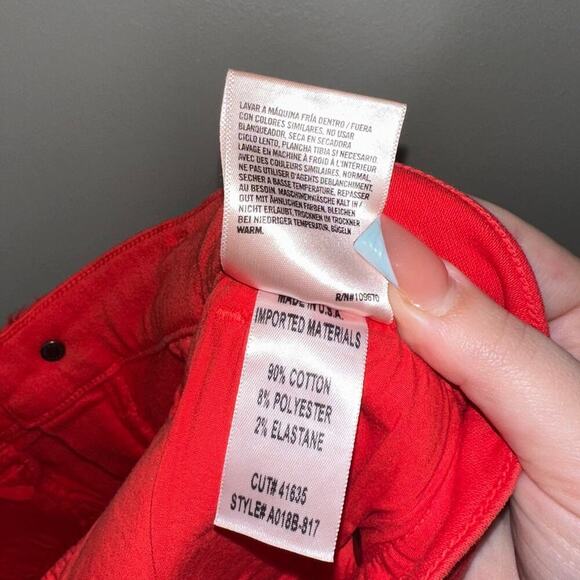 LAVAR A MÁQUINA FRÍA DENTRO / FUERA
CON COLORES SIMILARES, NO USAR
BLANQUEADOR, SECA EN SECADORA
CICLO LENTO, PLANCHA TIBIA SI NECESARIO
LAVAGE EN MACHINE À FROID À L'INTÉRIEUR
AVEC DES COULEURS SIMILAIRES, NORMAL,
NE PAS UTILISER D'AGENTS DEBLANCHIMENT,
SECHER A BASSE TEMPERATURE, REPASSER
AU BESOIN, MASCHINENWÄSCHE KALT IN /
GUT MIT ÄHNLICHEN FARBEN, BLEICHEN
NICHT ERLAUBT, TROCKNEN IM TROCKNER
BEI NIEDRIGER TEMPERATUR, BÜGELN
WARM.
R/N#109670
MADE IN U.S.A.
IMPORTED MATERIALS
90% COTTON
8% POLYESTER
2% ELASTANE
CUT# 41635
STYLE# A018B-817